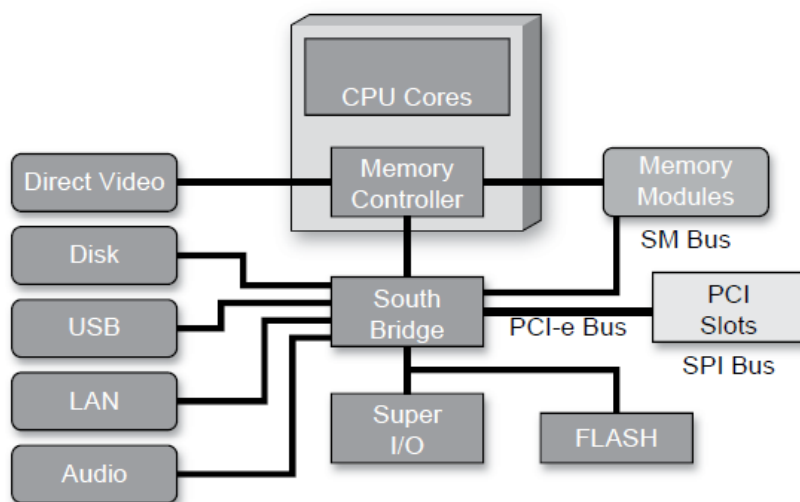 CPU Cores
Direct Video
Memory
Controller
Memory
Modules
SM Bus
Disk
USB
LAN
Audio
South
Bridge
PCI-e Bus
PCI
Slots
SPI Bus
Super
I/O
FLASH